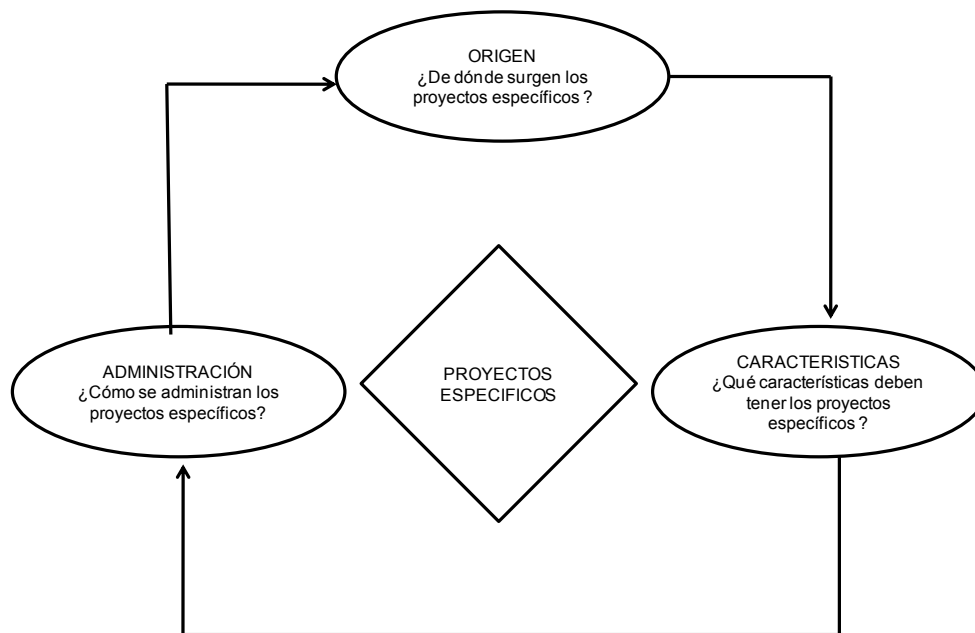 ORIGEN
¿De dónde surgen los
proyectos específicos ?
ADMINISTRACIÓN
¿Cómo se administran los
proyectos específicos?
PROYECTOS
ESPECIFICOS
CARACTERISTICAS
¿Qué características deben
tener los proyectos
específicos ?